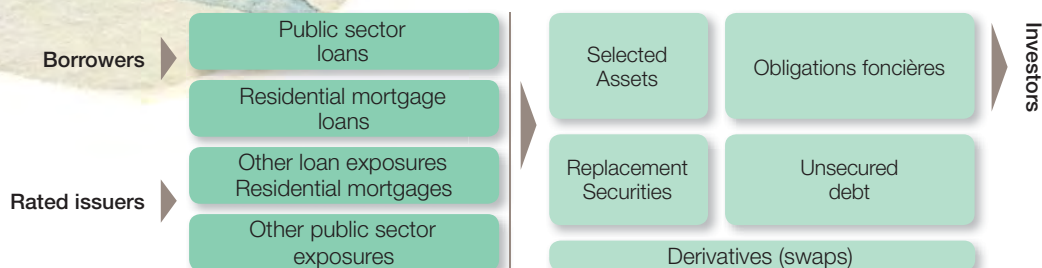 Borrowers
Public sector
loans
Residential mortgage
loans
Rated issuers
Other loan exposures
Residential mortgages
Other public sector
exposures
Selected
Assets
Obligations foncières
Replacement
Securities
Unsecured
debt
Derivatives (swaps)
Investors